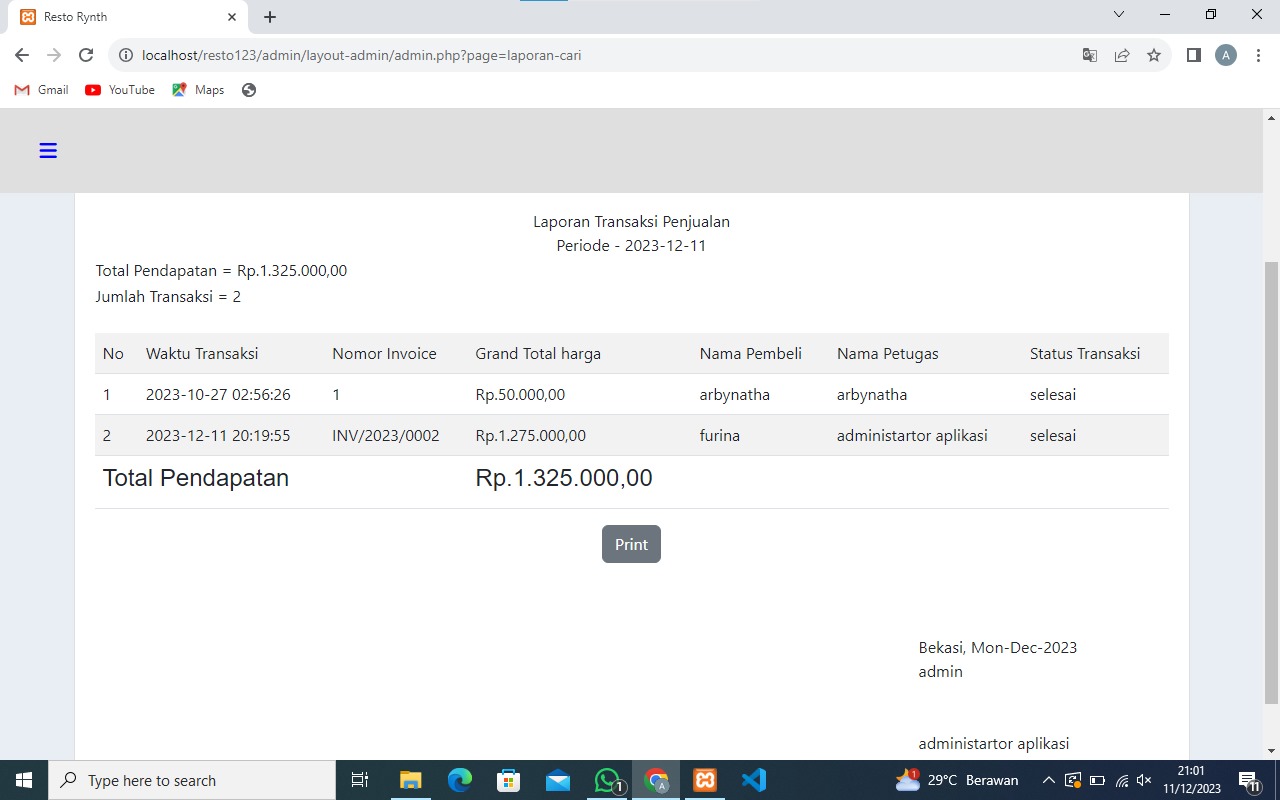 Resto Rynth
localhost/resto123/admin/layout-admin/admin.php?page=laporan-cari
A
Gmail YouTube Maps
Laporan Transaksi Penjualan
Periode - 2023-12-11
Total Pendapatan = Rp.1.325.000,00
Jumlah Transaksi = 2
No Waktu Transaksi Nomor Invoice Grand Total harga Nama Pembeli Nama Petugas Status Transaksi
1 2023-10-27 02:56:26 1 Rp.50.000,00 arbynatha arbynatha selesai
2 2023-12-11 20:19:55 INV/2023/0002 Rp.1.275.000,00 furina administartor aplikasi selesai
Total Pendapatan Rp.1.325.000,00
Print
Bekasi, Mon-Dec-2023
admin
administartor aplikasi
Type here to search
1
A
1
29°C Berawan
21:01
11/12/2023
11